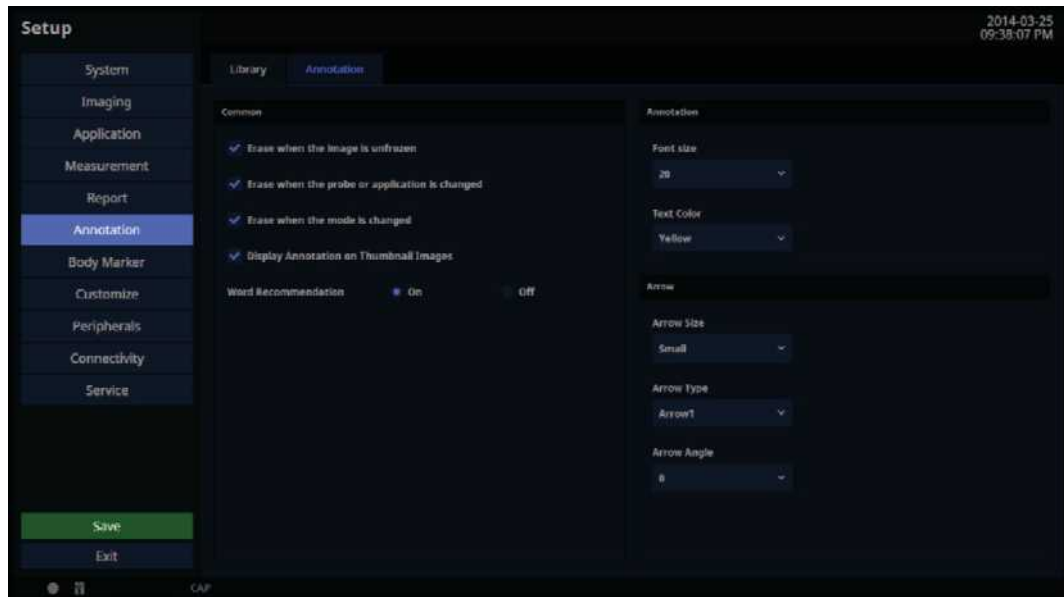 Setup
2014-03-25
09:38:07 PM
System
Imaging
Application
Measurement
Report
Annotation
Body Marker
Customize
Peripherals
Connectivity
Service
Save
Exit
CAP
Library
Annotation
Common
Erase when the image is unfrozen
Erase when the probe or application is changed
Erase when the mode is changed
Display Annotation on Thumbnail Images
Word Recommendation On Off
Annotation
Font size
20
Text Color
Yellow
Arrow
Arrow Size
Small
Arrow Type
Arrow1
Arrow Angle
0